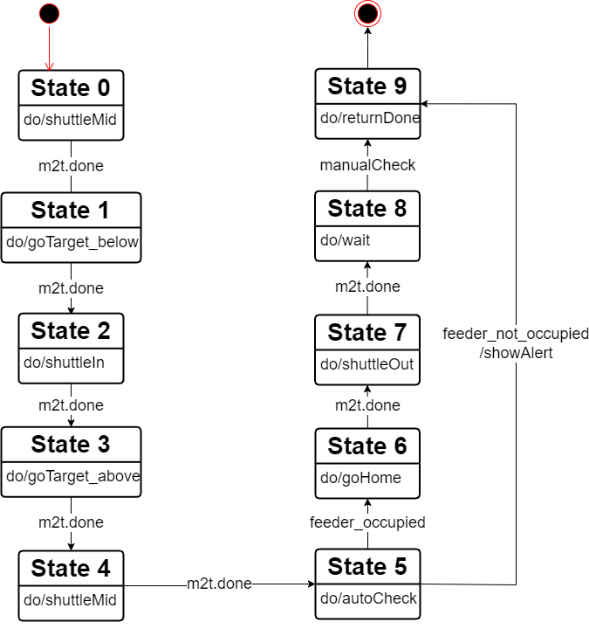 State 0
do/shuttleMid
m2t.done
State 1
do/goTarget_below
m2t.done
State 2
do/shuttleIn
m2t.done
State 3
do/goTarget_above
m2t.done
State 4
do/shuttleMid
m2t.done
State 5
do/autoCheck
feeder_occupied
State 6
do/goHome
m2t.done
State 7
do/shuttleOut
m2t.done
State 8
do/wait
manualCheck
State 9
do/returnDone
feeder_not_occupied
/showAlert